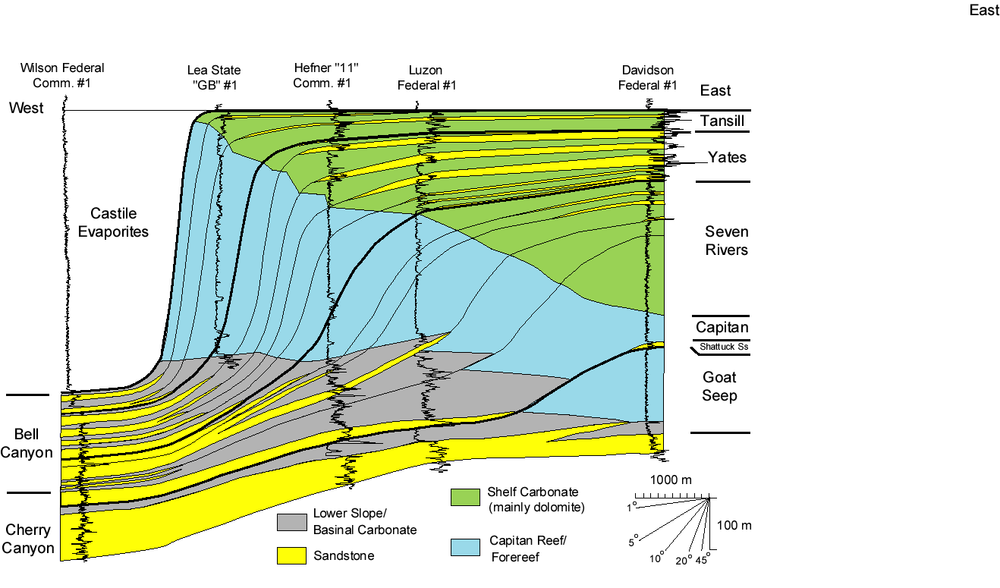 East
Wilson Federal
Comm. #1
Lea State
"GB" #1
Hefner "11"
Comm. #1
Luzon
Federal #1
Davidson
Federal #1
East
West
Tansill
Yates
Castile
Evaporites
Seven
Rivers
Capitan
Shattuck Ss
Goat
Seep
Bell
Canyon
Cherry
Canyon
Lower Slope/
Basinal Carbonate
Sandstone
Shelf Carbonate
(mainly dolomite)
Capitan Reef/
Forereef
1000 m
1°
5°
10°
20°
45°
100 m